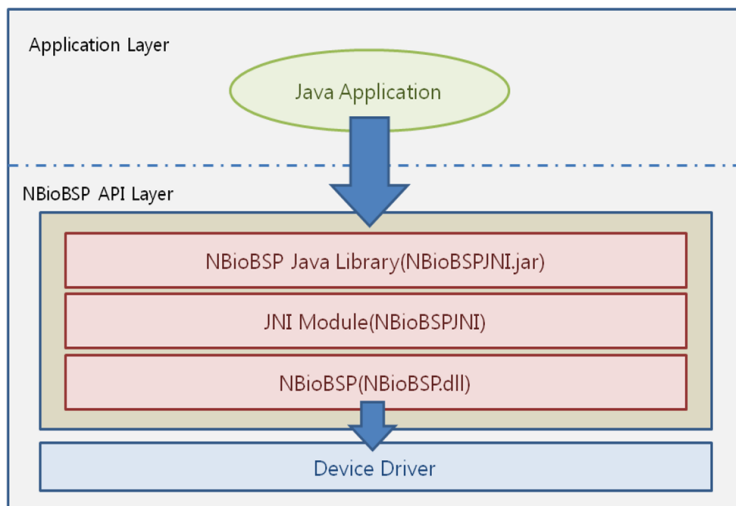 Application Layer
Java Application
NBioBSP API Layer
NBioBSP Java Library(NBioBSPJNI.jar)
JNI Module(NBioBSPJNI)
NBioBSP(NBioBSP.dll)
Device Driver